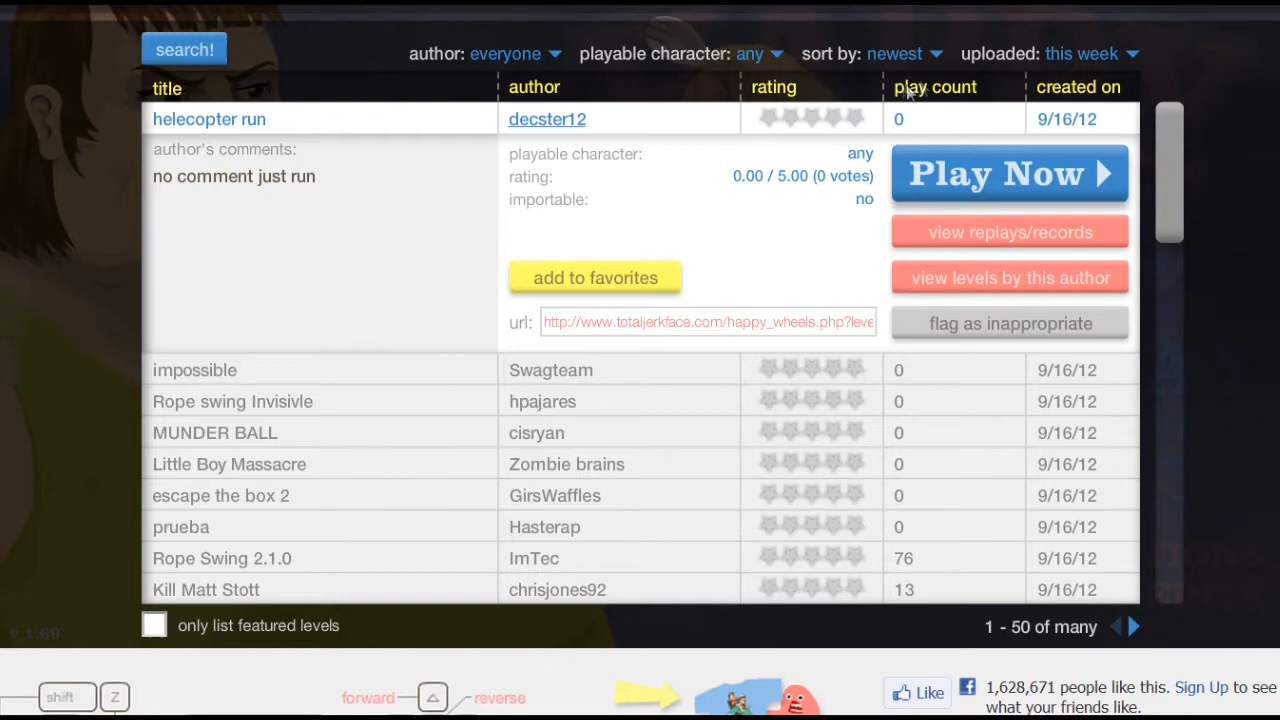 search!
author: everyone playable character: any sort by: newest uploaded: this week
title author rating play count created on
helecopter run decster12 0 9/16/12
author's comments:
no comment just run
playable character: any
rating: 0.00 / 5.00 (0 votes)
importable: no
Play Now
view replays/records
add to favorites
view levels by this author
url: http://www.totaljerkface.com/happy_wheels.php?leve
flag as inappropriate
impossible Swagteam 0 9/16/12
Rope swing Invisivle hpajares 0 9/16/12
MUNDER BALL cisryan 0 9/16/12
Little Boy Massacre Zombie brains 0 9/16/12
escape the box 2 GirsWaffles 0 9/16/12
prueba Hasterap 0 9/16/12
Rope Swing 2.1.0 ImTec 76 9/16/12
Kill Matt Stott chrisjones92 13 9/16/12
only list featured levels
1 - 50 of many
v 1.69
shift Z
forward reverse
Like
1,628,671 people like this. Sign Up to see
what your friends like.